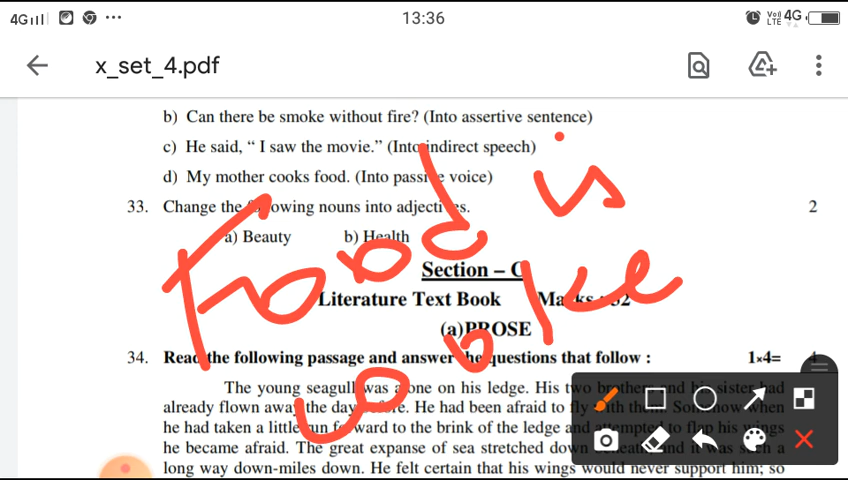 4G 13:36 VoD LTE 4G
x_set_4.pdf
b) Can there be smoke without fire? (Into assertive sentence)
c) He said, “ I saw the movie.” (Into indirect speech)
d) My mother cooks food. (Into passive voice)
33. Change the following nouns into adjectives. 2
a) Beauty b) Health
Food is
Section – C
Literature Text Book Marks : 32
(a)PROSE
cooke
34. Read the following passage and answer the questions that follow : 1×4= 4
The young seagull was alone on his ledge. His two brothers and his sister had
already flown away the day before. He had been afraid to fly with them. Somehow when
he had taken a little run forward to the brink of the ledge and attempted to flap his wings
he became afraid. The great expanse of sea stretched down beneath, and it was such a
long way down-miles down. He felt certain that his wings would never support him; so